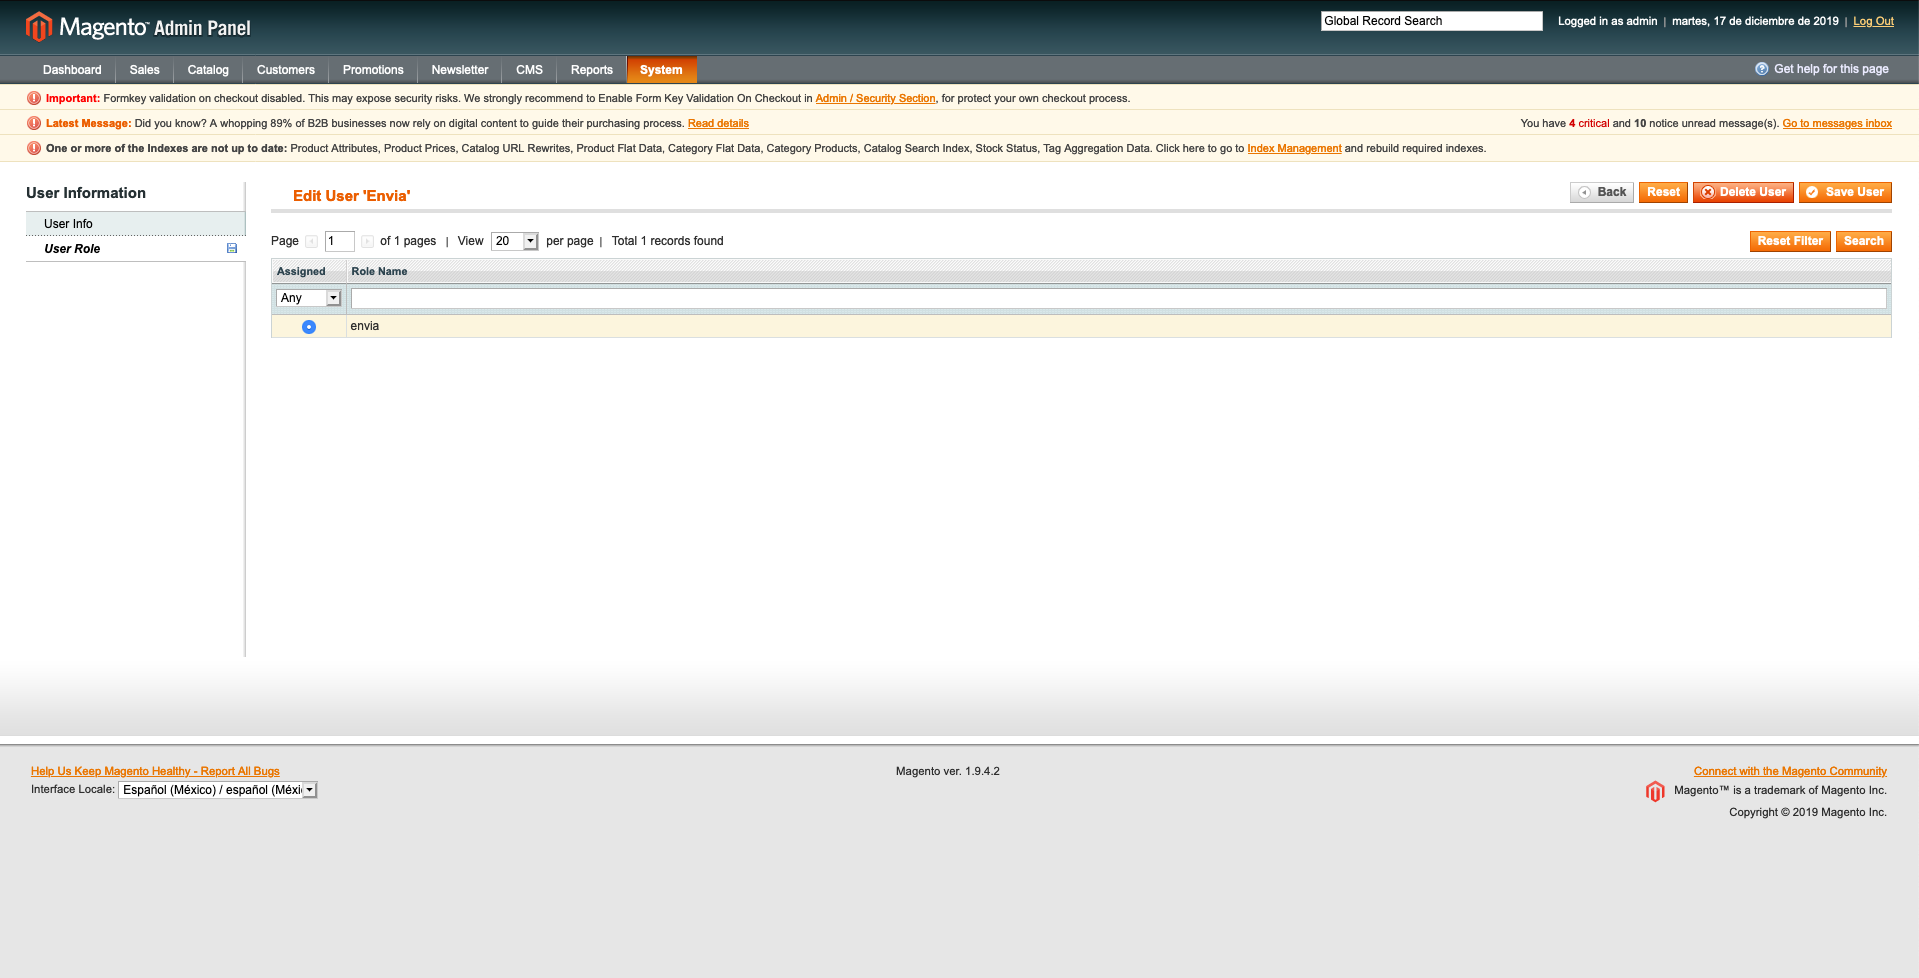 Magento™ Admin Panel
Global Record Search
Logged in as admin | martes, 17 de diciembre de 2019 | Log Out
Dashboard Sales Catalog Customers Promotions Newsletter CMS Reports System
Get help for this page
Important: Formkey validation on checkout disabled. This may expose security risks. We strongly recommend to Enable Form Key Validation On Checkout in Admin / Security Section, for protect your own checkout process.
Latest Message: Did you know? A whopping 89% of B2B businesses now rely on digital content to guide their purchasing process. Read details
You have 4 critical and 10 notice unread message(s). Go to messages inbox
One or more of the Indexes are not up to date: Product Attributes, Product Prices, Catalog URL Rewrites, Product Flat Data, Category Flat Data, Category Products, Catalog Search Index, Stock Status, Tag Aggregation Data. Click here to go to Index Management and rebuild required indexes.
User Information
User Info
User Role
Edit User 'Envia'
Back Reset Delete User Save User
Page 1 of 1 pages | View 20 per page | Total 1 records found
Reset Filter Search
Assigned Role Name
Any
envia
Help Us Keep Magento Healthy - Report All Bugs
Interface Locale: Español (México) / español (Méxi
Magento ver. 1.9.4.2
Connect with the Magento Community
Magento™ is a trademark of Magento Inc.
Copyright © 2019 Magento Inc.